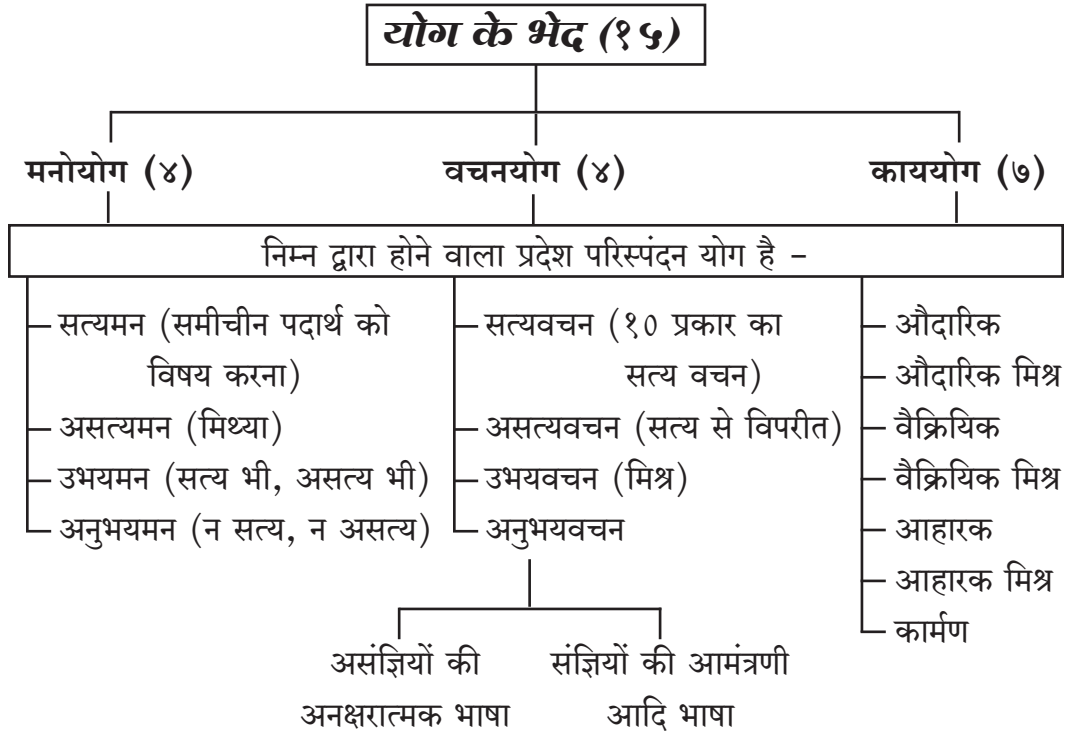 योग के भेद (१५)
मनोयोग (४)
वचनयोग (४)
काययोग (७)
निम्न द्वारा होने वाला प्रदेश परिस्पंदन योग है -
सत्यमन (समीचीन पदार्थ को
विषय करना)
असत्यमन (मिथ्या)
उभयमन (सत्य भी, असत्य भी)
अनुभयमन (न सत्य, न असत्य)
सत्यवचन (१० प्रकार का
सत्य वचन)
असत्यवचन (सत्य से विपरीत)
उभयवचन (मिश्र)
अनुभयवचन
असंज्ञियों की
अनक्षरात्मक भाषा
संज्ञियों की आमंत्रणी
आदि भाषा
औदारिक
औदारिक मिश्र
वैक्रियिक
वैक्रियिक मिश्र
आहारक
आहारक मिश्र
कार्मण